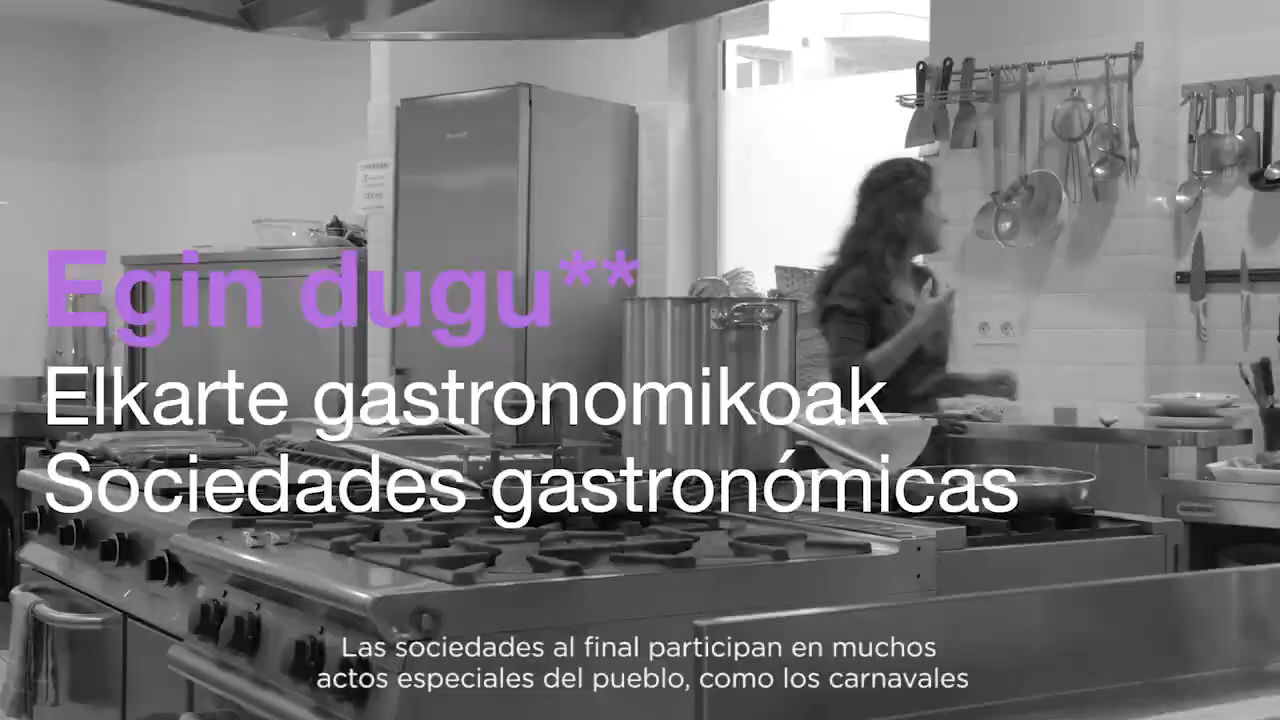 Egin dugu**
Elkarte gastronomikoak
Sociedades gastronómicas
Las sociedades al final participan en muchos
actos especiales del pueblo, como los carnavales